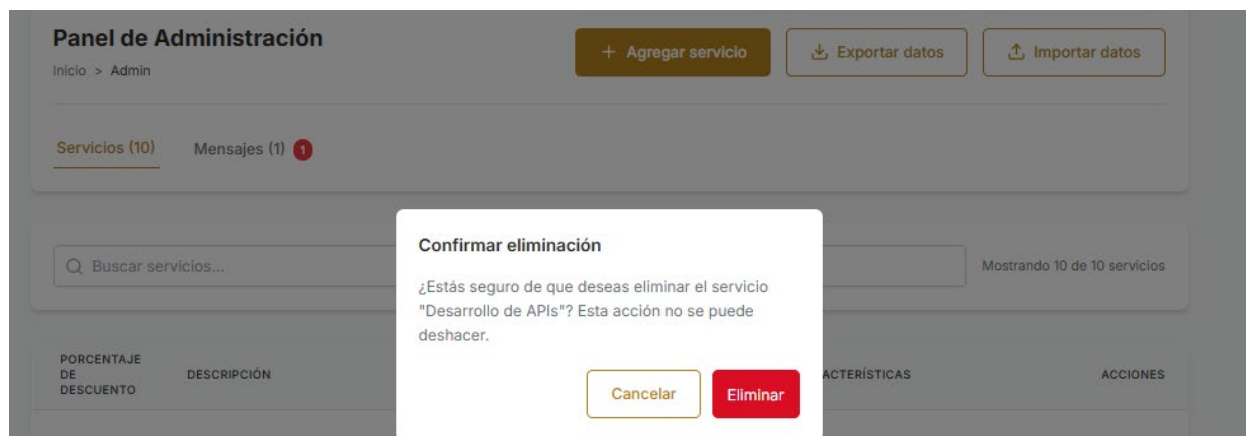 Panel de Administración
+ Agregar servicio
Exportar datos
Importar datos
Inicio > Admin
Servicios (10)
Mensajes (1) 1
Confirmar eliminación
Buscar servicios...
Mostrando 10 de 10 servicios
¿Estás seguro de que deseas eliminar el servicio
"Desarrollo de APIs"? Esta acción no se puede
deshacer.
PORCENTAJE
DE
DESCUENTO
DESCRIPCIÓN
ACTERÍSTICAS
ACCIONES
Cancelar
Eliminar